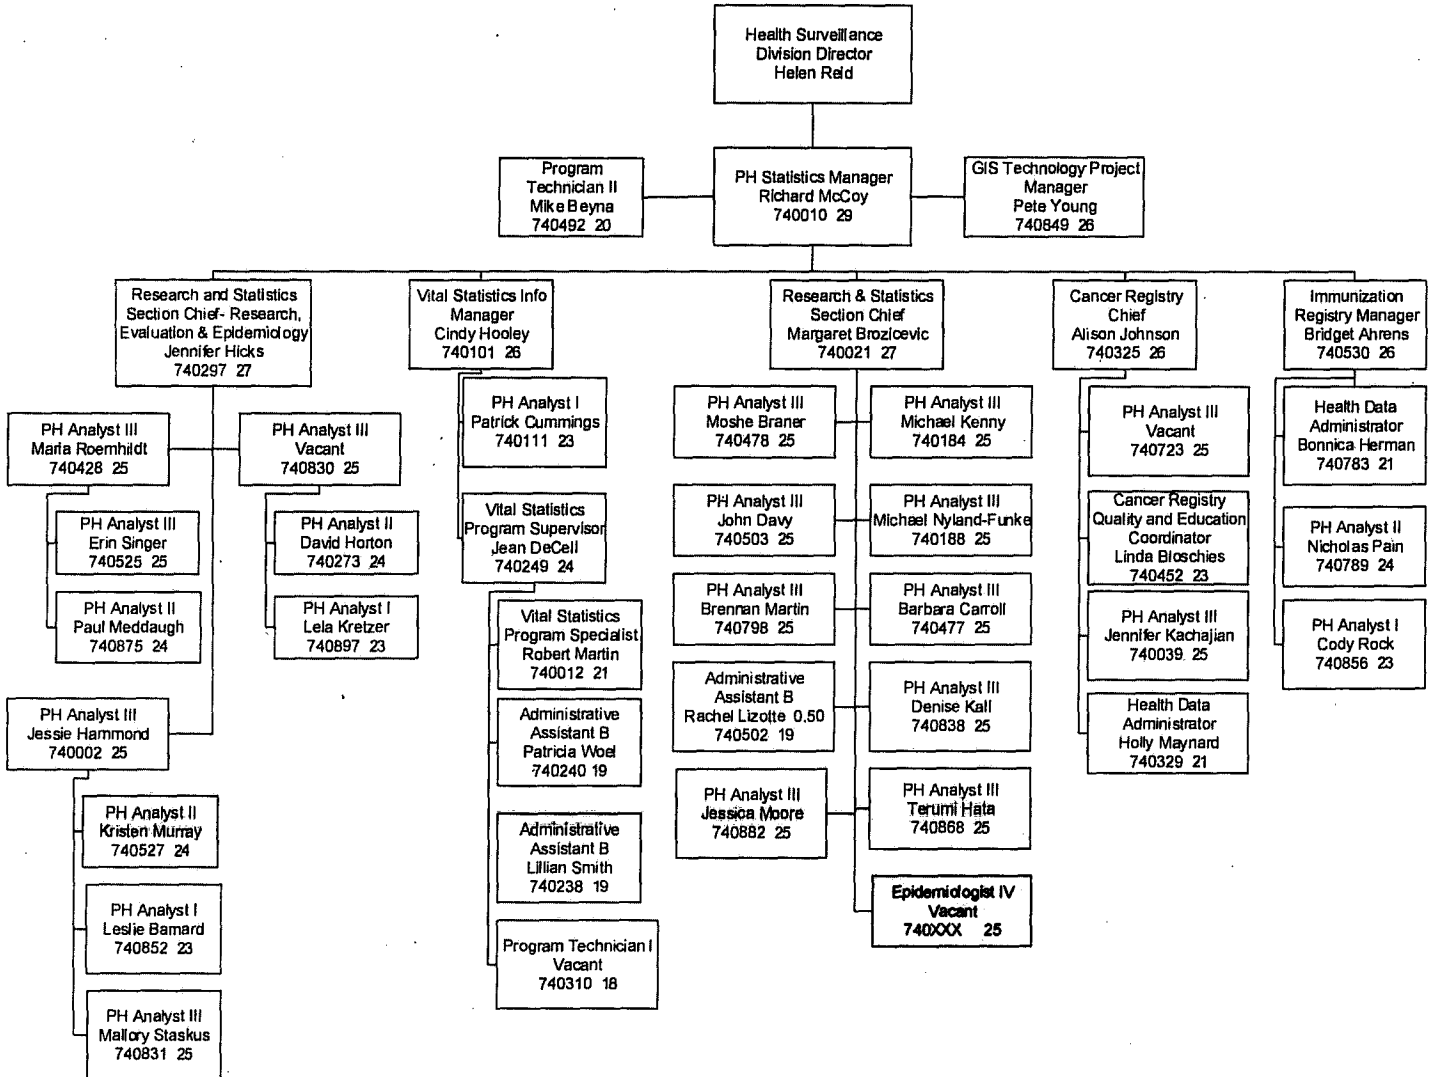 Health Surveillance
Division Director
Helen Reid
Program
Technician II
Mike Beyna
740492 20
PH Statistics Manager
Richard McCoy
740010 29
GIS Technology Project
Manager
Pete Young
740849 26
Research and Statistics
Section Chief- Research,
Evaluation & Epidemiology
Jennifer Hicks
740297 27
Vital Statistics Info
Manager
Cindy Hooley
740101 26
Research & Statistics
Section Chief
Margaret Brozicevic
740021 27
Cancer Registry
Chief
Alison Johnson
740325 26
Immunization
Registry Manager
Bridget Ahrens
740530 26
PH Analyst III
Maria Roemhildt
740428 25
PH Analyst III
Vacant
740830 25
PH Analyst III
Erin Singer
740525 25
PH Analyst II
David Horton
740273 24
PH Analyst II
Paul Meddaugh
740875 24
PH Analyst I
Lela Kretzer
740897 23
PH Analyst III
Jessie Hammond
740002 25
PH Analyst II
Kristen Murray
740527 24
PH Analyst I
Leslie Barnard
740852 23
PH Analyst III
Mallory Staskus
740831 25
PH Analyst I
Patrick Cummings
740111 23
Vital Statistics
Program Supervisor
Jean DeCell
740249 24
Vital Statistics
Program Specialist
Robert Martin
740012 21
Administrative
Assistant B
Patricia Woel
740240 19
Administrative
Assistant B
Lillian Smith
740238 19
Program Technician I
Vacant
740310 18
PH Analyst III
Moshe Braner
740478 25
PH Analyst III
Michael Kenny
740184 25
PH Analyst III
John Davy
740503 25
PH Analyst III
Michael Nyland-Funke
740188 25
PH Analyst III
Brennan Martin
740798 25
PH Analyst III
Barbara Carroll
740477 25
Administrative
Assistant B
Rachel Lizotte 0.50
740502 19
PH Analyst III
Denise Kall
740838 25
PH Analyst III
Jessica Moore
740882 25
PH Analyst III
Terumi Hata
740868 25
Epidemiologist IV
Vacant
740XXX 25
PH Analyst III
Vacant
740723 25
Cancer Registry
Quality and Education
Coordinator
Linda Bloschies
740452 23
PH Analyst III
Jennifer Kachajian
740039 25
Health Data
Administrator
Holly Maynard
740329 21
Health Data
Administrator
Bonnica Herman
740783 21
PH Analyst II
Nicholas Pain
740789 24
PH Analyst I
Cody Rock
740856 23